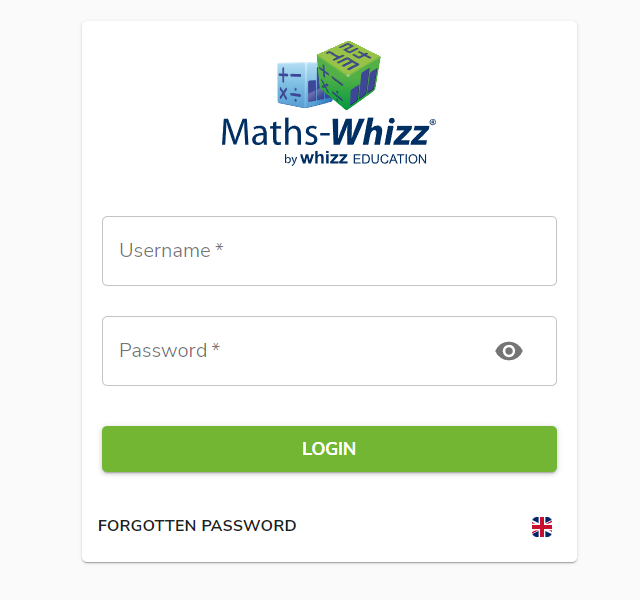 Maths-Whizz®
by whizz EDUCATION
Username *
Password *
LOGIN
FORGOTTEN PASSWORD